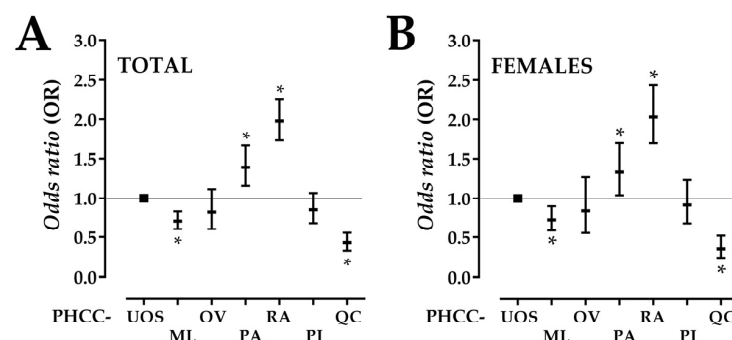 A
B
TOTAL
FEMALES
Odds ratio (OR)
3.0
2.5
2.0
1.5
1.0
0.5
0.0
* * * *
PHCC- UOS ML OV PA RA PI QC
Odds ratio (OR)
3.0
2.5
2.0
1.5
1.0
0.5
0.0
* * * *
PHCC- UOS ML OV PA RA PI QC